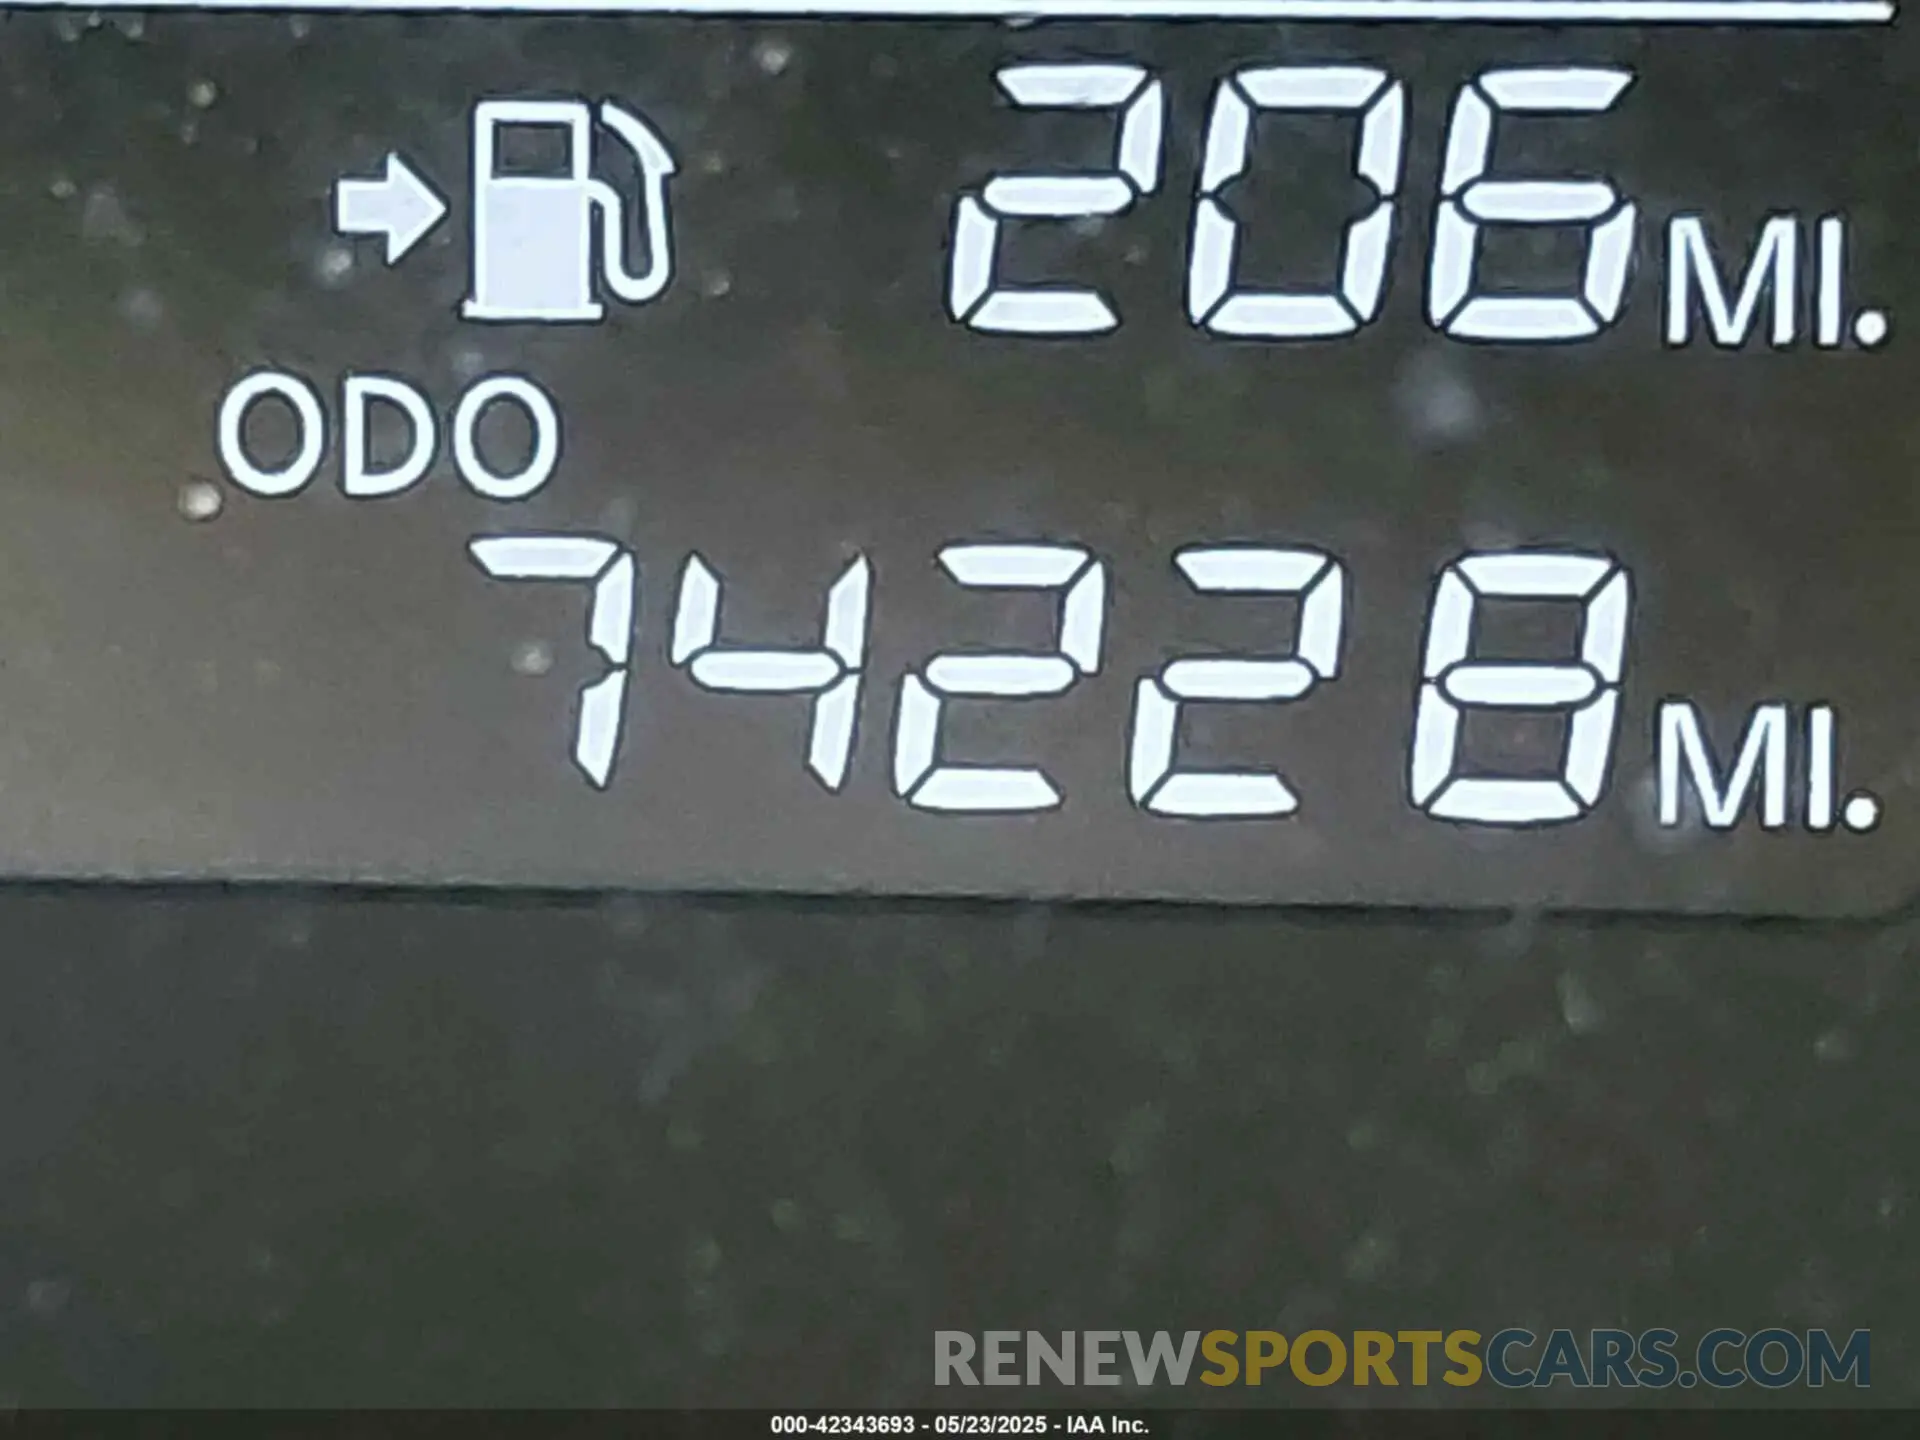 206 MI.
ODO
74228 MI.
RENEWSPORTSCARS.COM
000-42343693 - 05/23/2025 - IAA Inc.